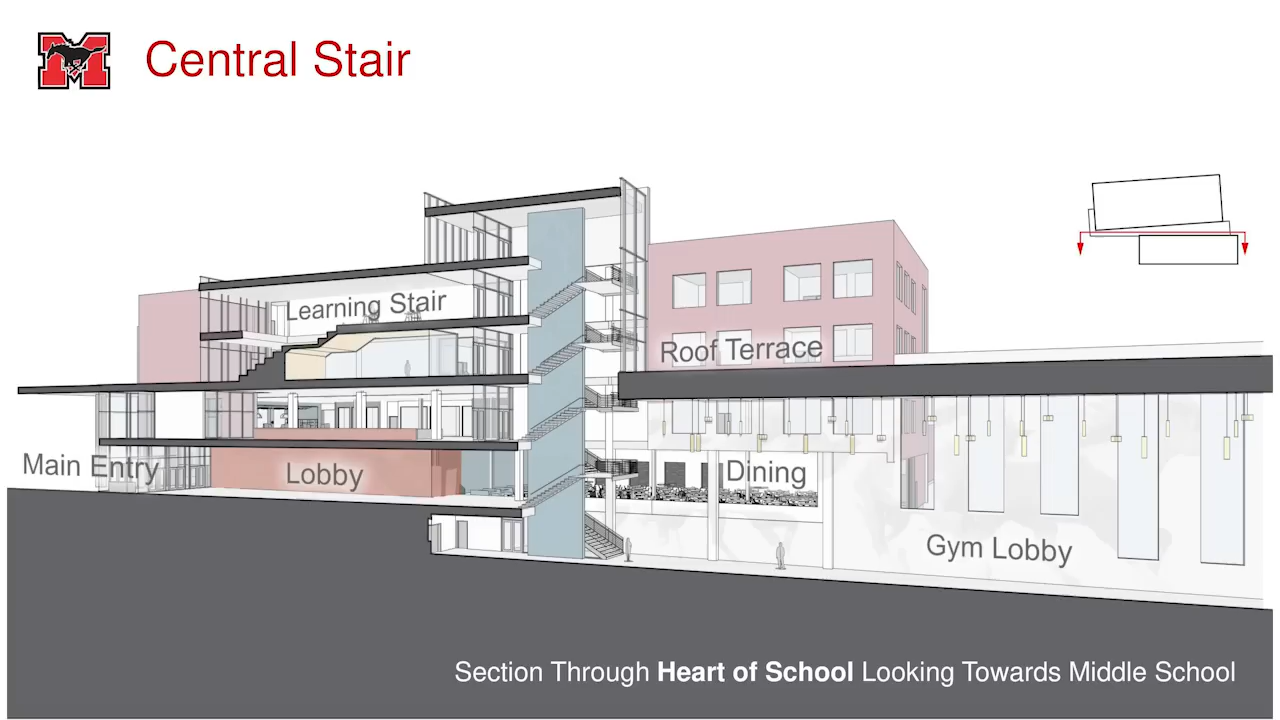 M
Central Stair
Learning Stair
Roof Terrace
Main Entry
Lobby
Dining
Gym Lobby
Section Through Heart of School Looking Towards Middle School